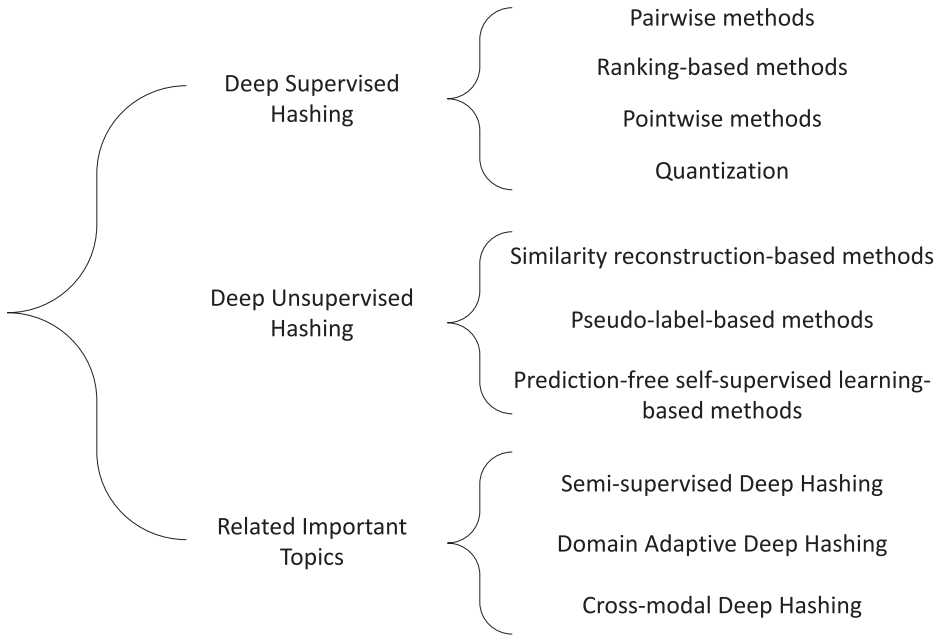 Deep Supervised
Hashing
Pairwise methods
Ranking-based methods
Pointwise methods
Quantization
Deep Unsupervised
Hashing
Similarity reconstruction-based methods
Pseudo-label-based methods
Prediction-free self-supervised learning-
based methods
Related Important
Topics
Semi-supervised Deep Hashing
Domain Adaptive Deep Hashing
Cross-modal Deep Hashing